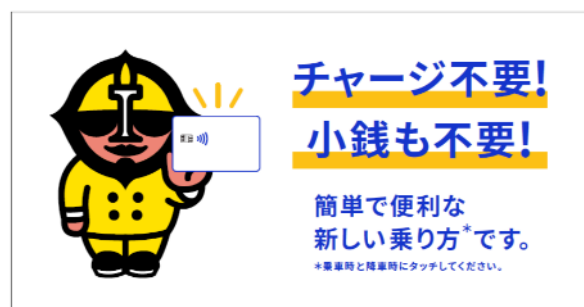 I
チャージ不要!
小銭も不要!
簡単で便利な
新しい乗り方*です。
*乗車時と降車時にタッチしてください。